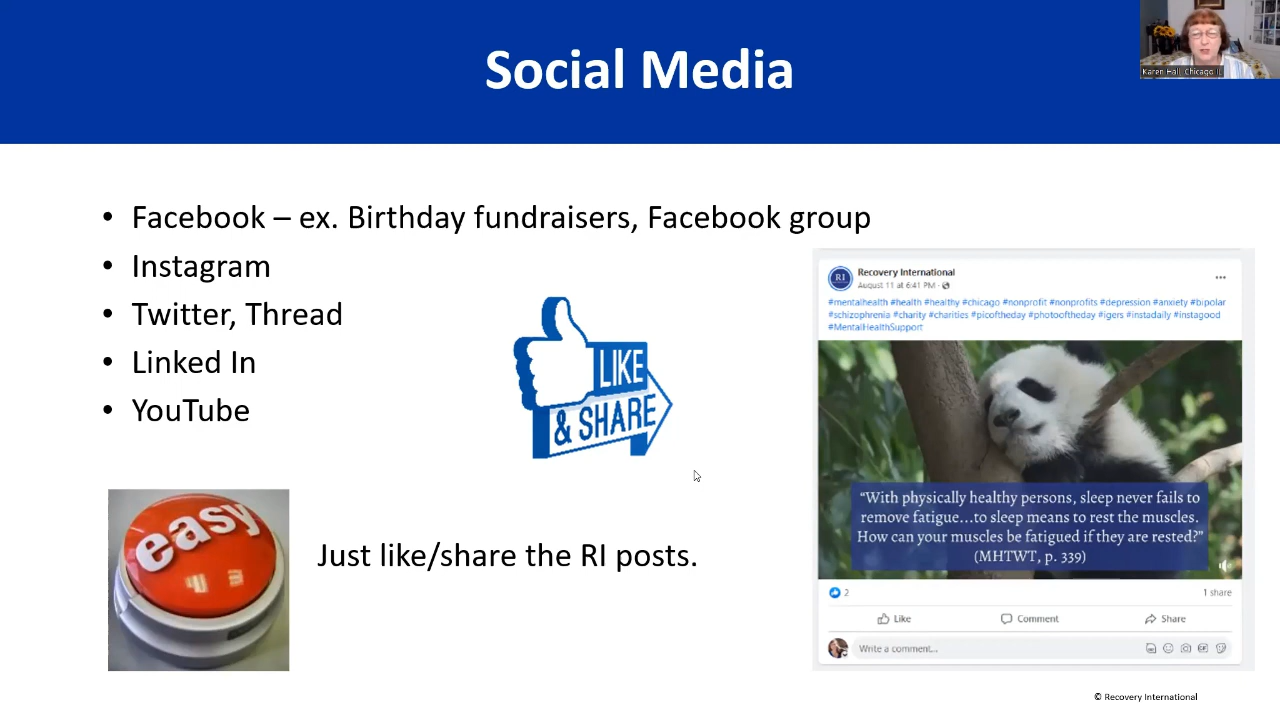 Social Media
Karen Hall, Chicago IL
• Facebook – ex. Birthday fundraisers, Facebook group
• Instagram
• Twitter, Thread
• Linked In
• YouTube
LIKE
& SHARE
easy
Just like/share the RI posts.
RI
Recovery International
August 11 at 6:41 PM ·
#mentalhealth #health #healthy #chicago #nonprofit #nonprofits #depression #anxiety #bipolar
#schizophrenia #charity #charities #picoftheday #photooftheday #igers #instadaily #instagood
#MentalHealthSupport
“With physically healthy persons, sleep never fails to
remove fatigue...to sleep means to rest the muscles.
How can your muscles be fatigued if they are rested?”
(MHTWT, p. 339)
2
1 share
Like
Comment
Share
Write a comment...
© Recovery International